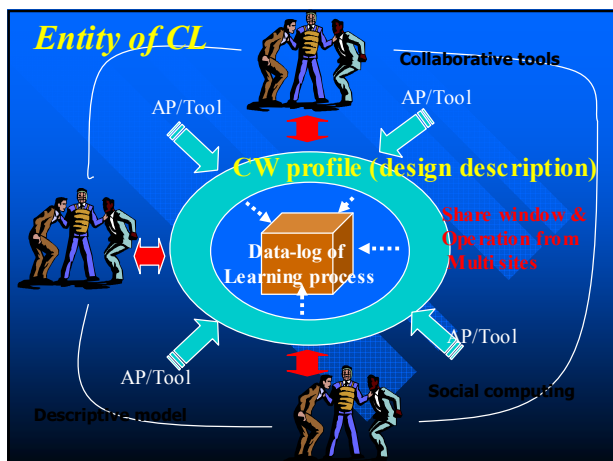 Entity of CL
Collaborative tools
AP/Tool
AP/Tool
CW profile (design description)
Share window &
Operation from
Multi sites
Data-log of
Learning process
AP/Tool
AP/Tool
Social computing
Descriptive model